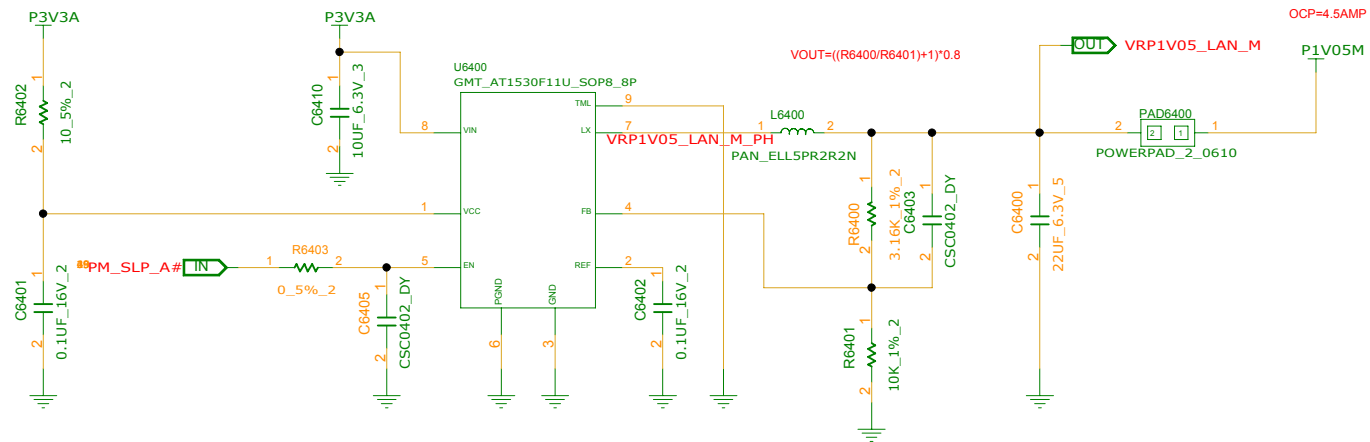 P3V3A
P3V3A
OCP=4.5AMP
OUT
VRP1V05_LAN_M
P1V05M
VOUT=((R6400/R6401)+1)*0.8
U6400
GMT_AT1530F11U_SOP8_8P
1
R6402
10_5%_2
2
1
C6410
10UF_6.3V_3
2
8
VIN
TML
9
LX
7
VRP1V05_LAN_M_PH
1
L6400
2
PAN_ELL5PR2R2N
2
PAD6400
2
1
1
POWERPAD_2_0610
1
R6400
3.16K_1%_2
2
1
C6403
CSC0402_DY
2
1
C6400
22UF_6.3V_5
2
1
VCC
FB
4
PM_SLP_A#
IN
1
R6403
2
0_5%_2
5
EN
REF
2
1
C6401
0.1UF_16V_2
2
1
C6405
CSC0402_DY
2
PGND
6
GND
3
1
C6402
0.1UF_16V_2
2
1
R6401
10K_1%_2
2